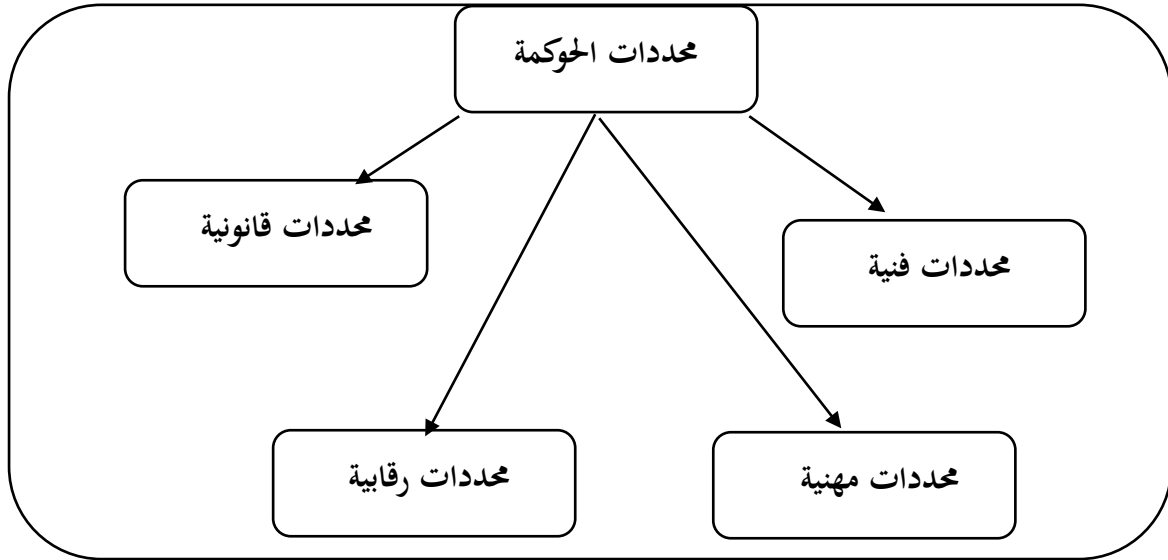 محددات الحوكمة
محددات قانونية
محددات فنية
محددات رقابية
محددات مهنية